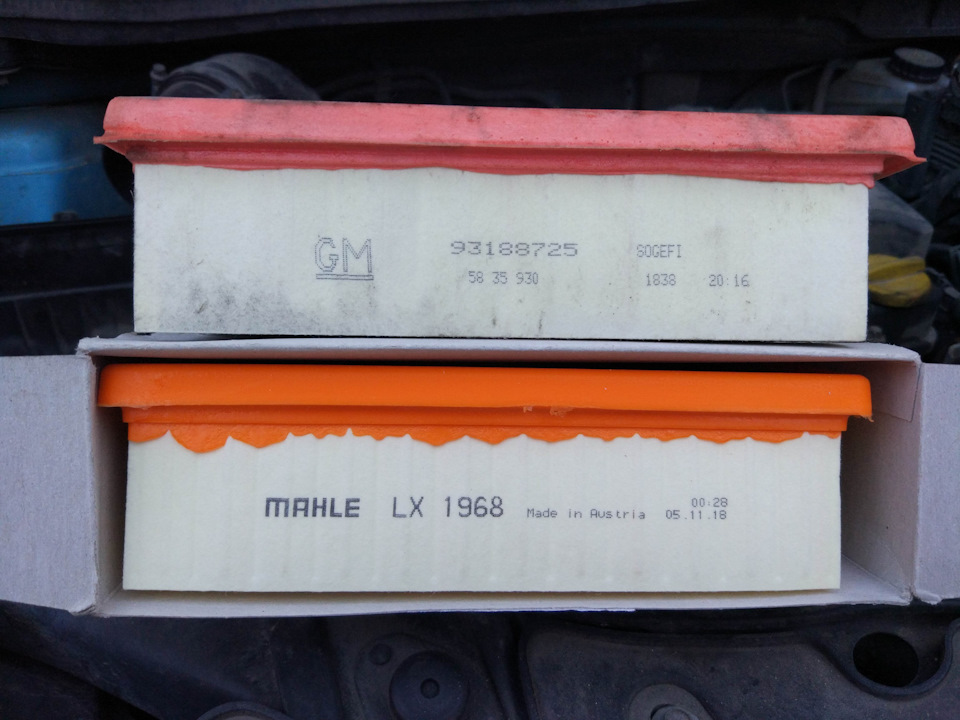 GM 93188725 SOGEFI
58 35 930 1838 20:16
MAHLE LX 1968 Made in Austria 00:28
05.11.18